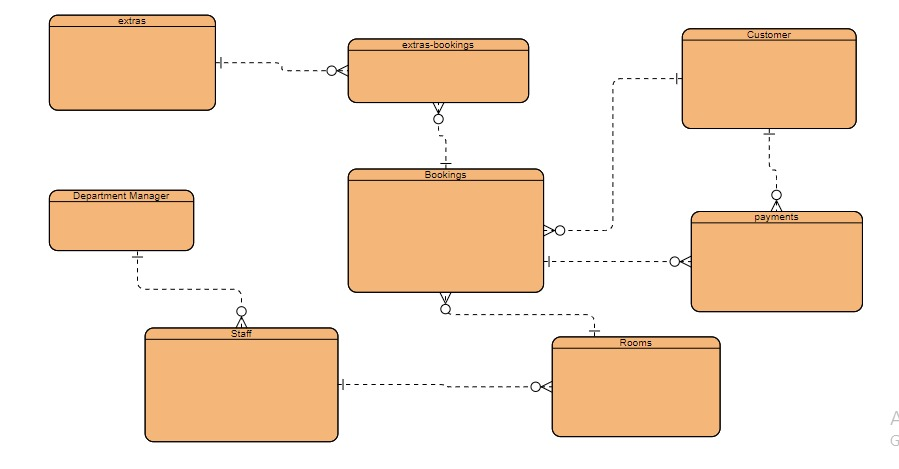 extras
extras-bookings
Customer
Department Manager
Bookings
payments
Staff
Rooms
A
G